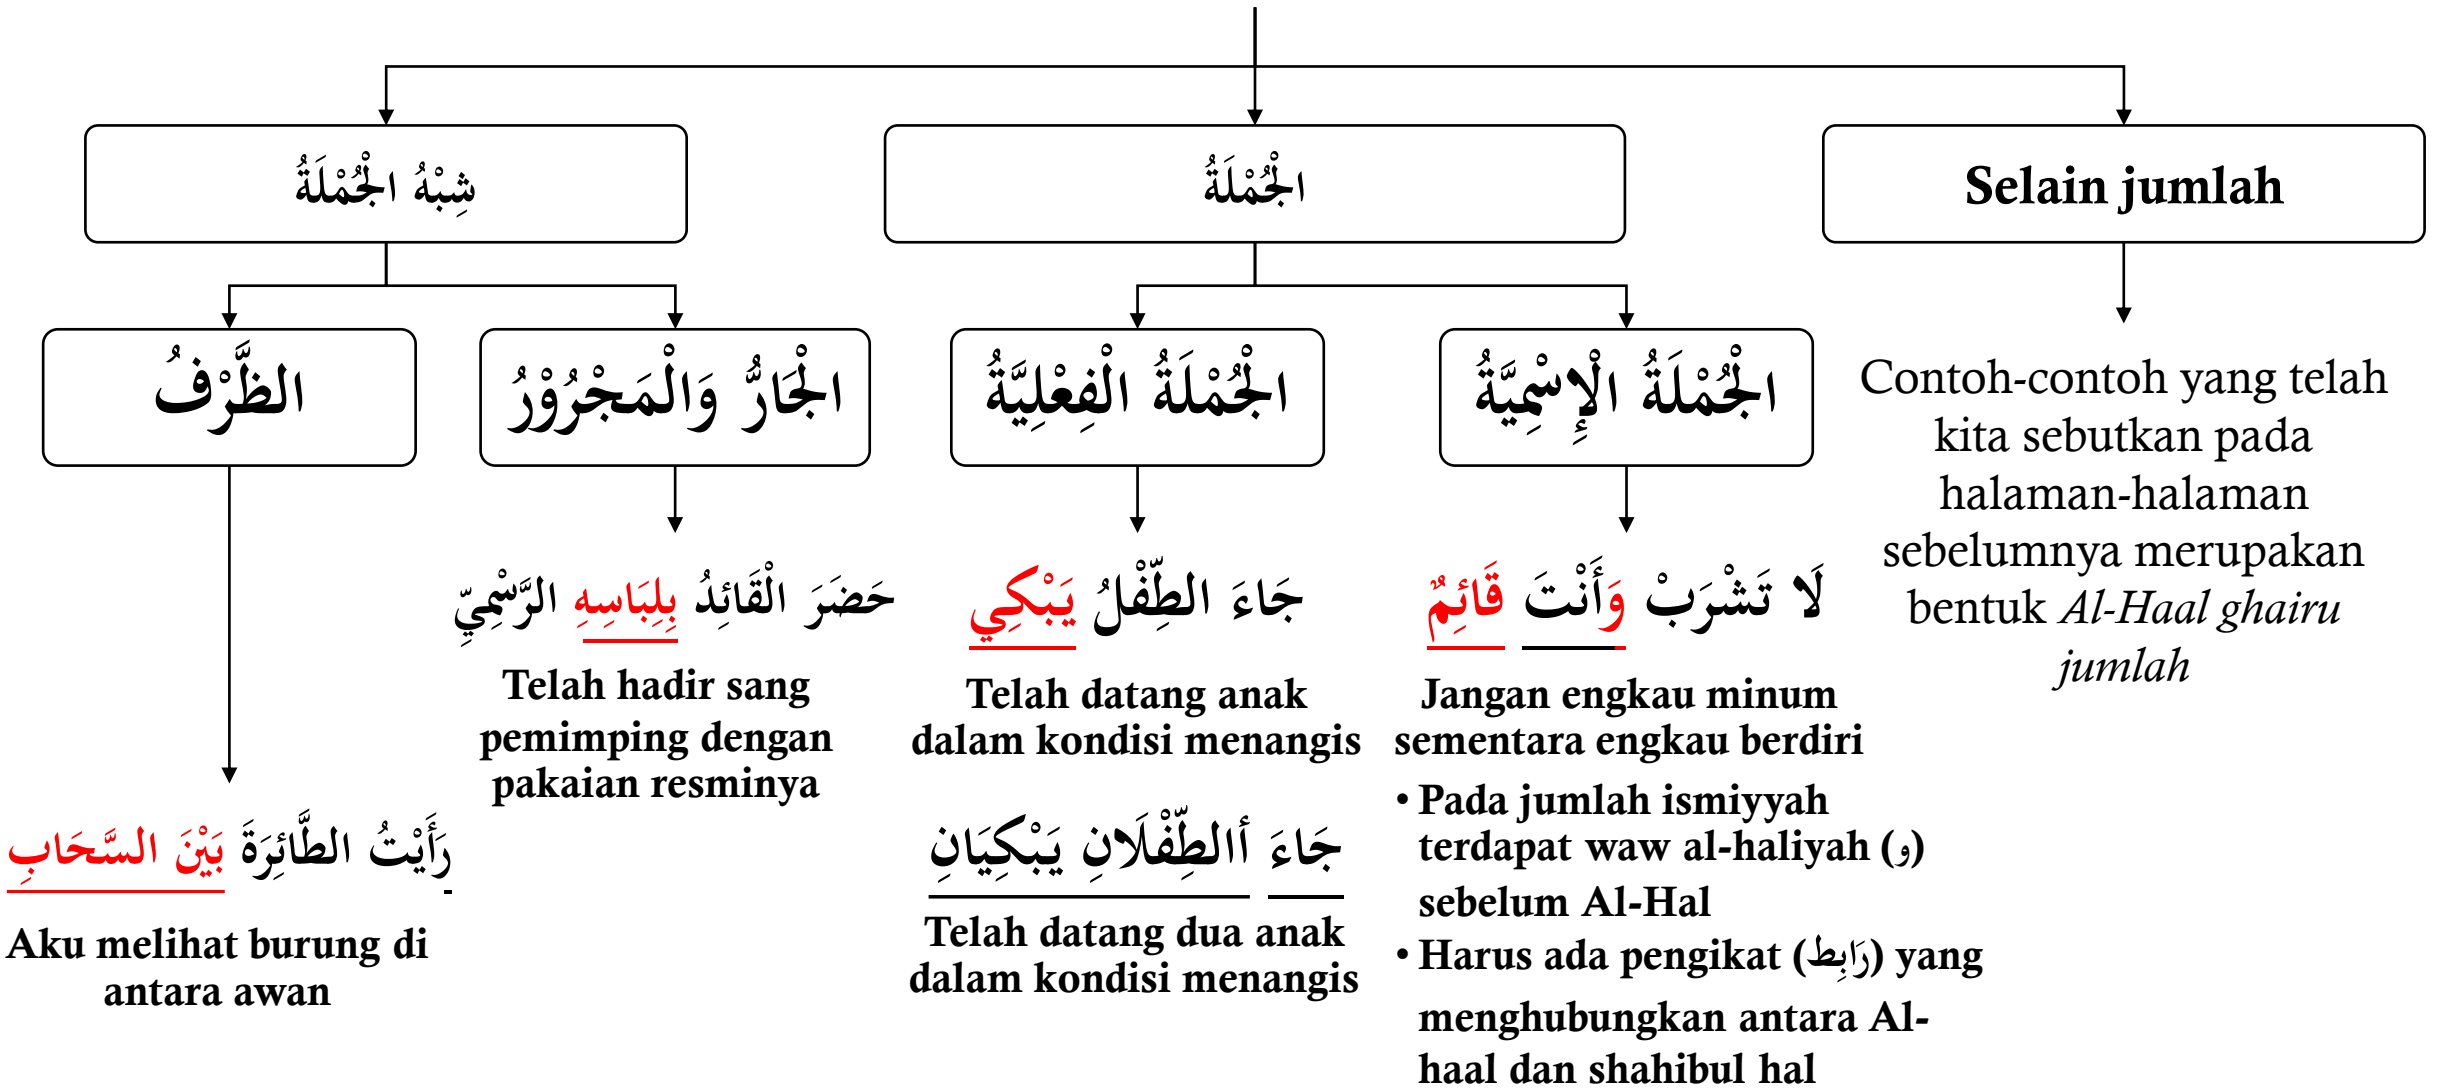 شِبْهُ الْجُمْلَةُ
الْجُمْلَةُ
Selain jumlah
الظَّرْفُ
الْجَارُّ وَالْمَجْرُوْرُ
الْجُمْلَةُ الْفِعْلِيَّةُ
الْجُمْلَةُ الْإِسْمِيَّةُ
Contoh-contoh yang telah
kita sebutkan pada
halaman-halaman
sebelumnya merupakan
bentuk Al-Haal ghairu
jumlah
حَضَرَ الْقَائِدُ بِلِبَاسِهِ الرَّسْمِيِّ
Telah hadir sang
pemimping dengan
pakaian resminya
جَاءَ الطِّفْلُ يَبْكِي
Telah datang anak
dalam kondisi menangis
جَاءَ أالطِّفْلَانِ يَبْكِيَانِ
Telah datang dua anak
dalam kondisi menangis
لَا تَشْرَبْ وَأَنْتَ قَائِمٌ
Jangan engkau minum
sementara engkau berdiri
• Pada jumlah ismiyyah
terdapat waw al-haliyah (و)
sebelum Al-Hal
• Harus ada pengikat (رَابِط) yang
menghubungkan antara Al-
haal dan shahibul hal
رَأَيْتُ الطَّائِرَةَ بَيْنَ السَّحَابِ
Aku melihat burung di
antara awan